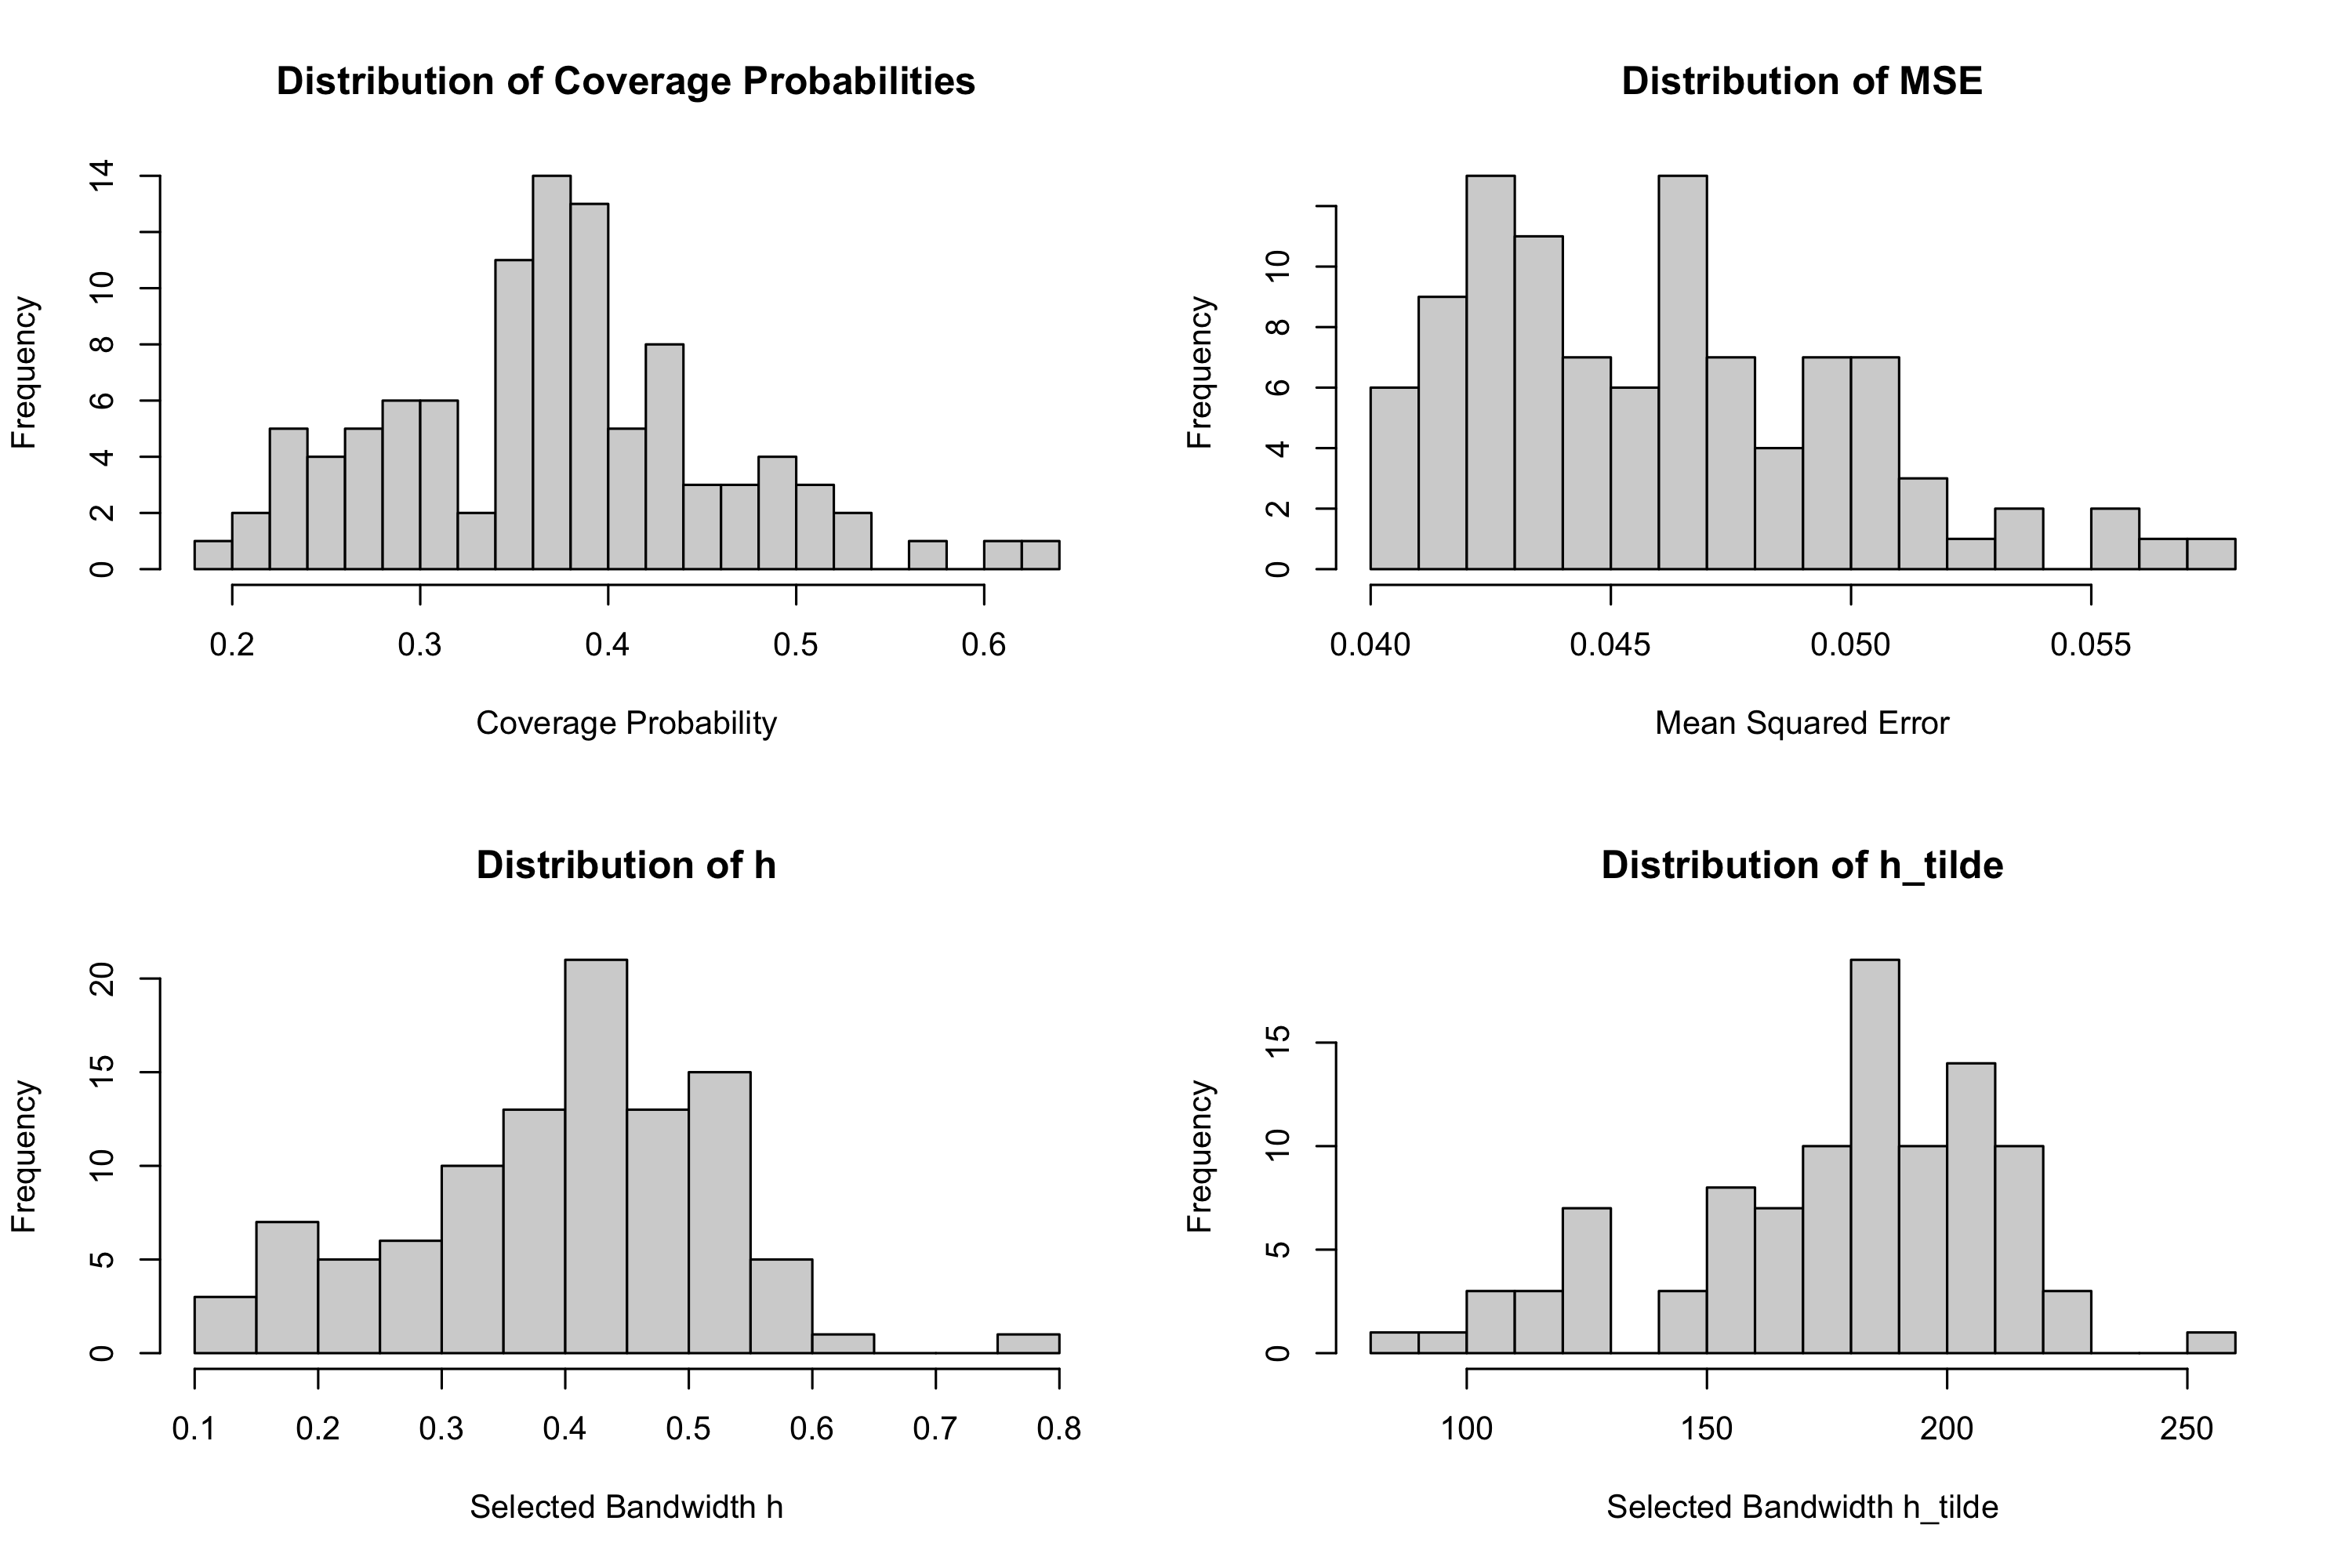 Distribution of Coverage Probabilities
Frequency
0 2 4 6 8 10 14
0.2 0.3 0.4 0.5 0.6
Coverage Probability
Distribution of MSE
Frequency
0 2 4 6 8 10
0.040 0.045 0.050 0.055
Mean Squared Error
Distribution of h
Frequency
0 5 10 15 20
0.1 0.2 0.3 0.4 0.5 0.6 0.7 0.8
Selected Bandwidth h
Distribution of h_tilde
Frequency
0 5 10 15
100 150 200 250
Selected Bandwidth h_tilde